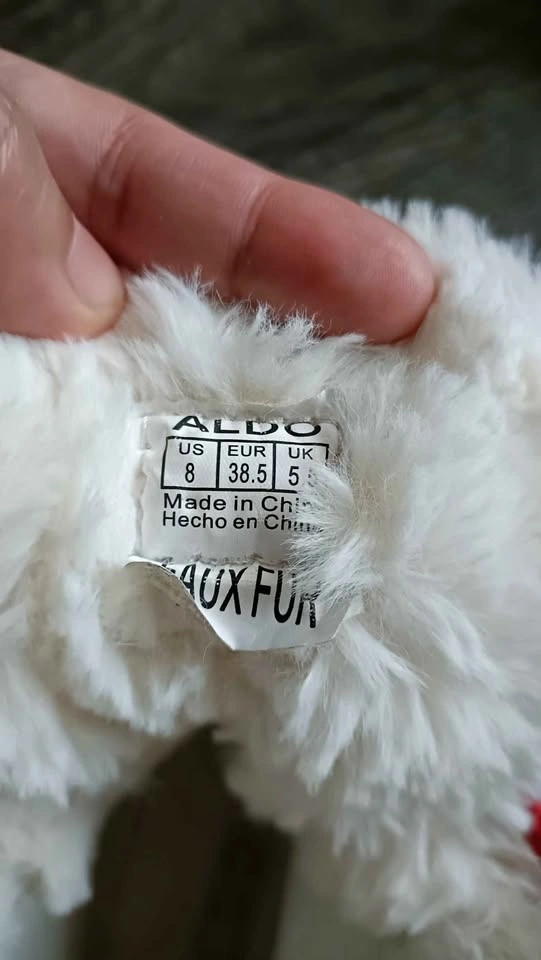 ALDO
US EUR UK
8 38.5 5
Made in
Hecho en
FAUX FUR